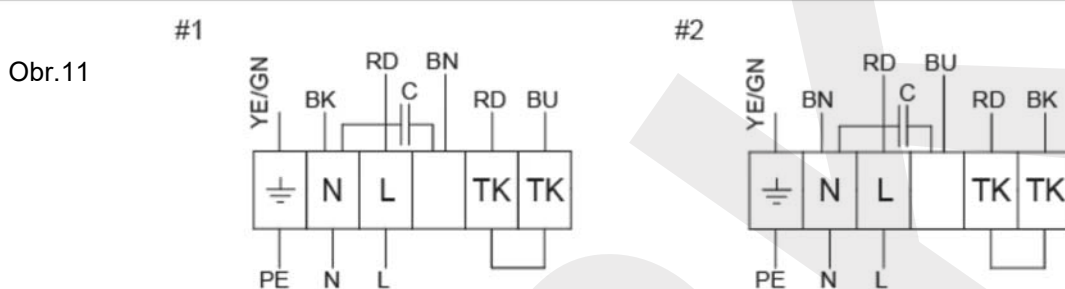 #1 #2
Obr.11
YE/GN BK RD C BN RD BU
N L TK TK
PE N L
YE/GN BN RD C BU RD BK
N L TK TK
PE N L